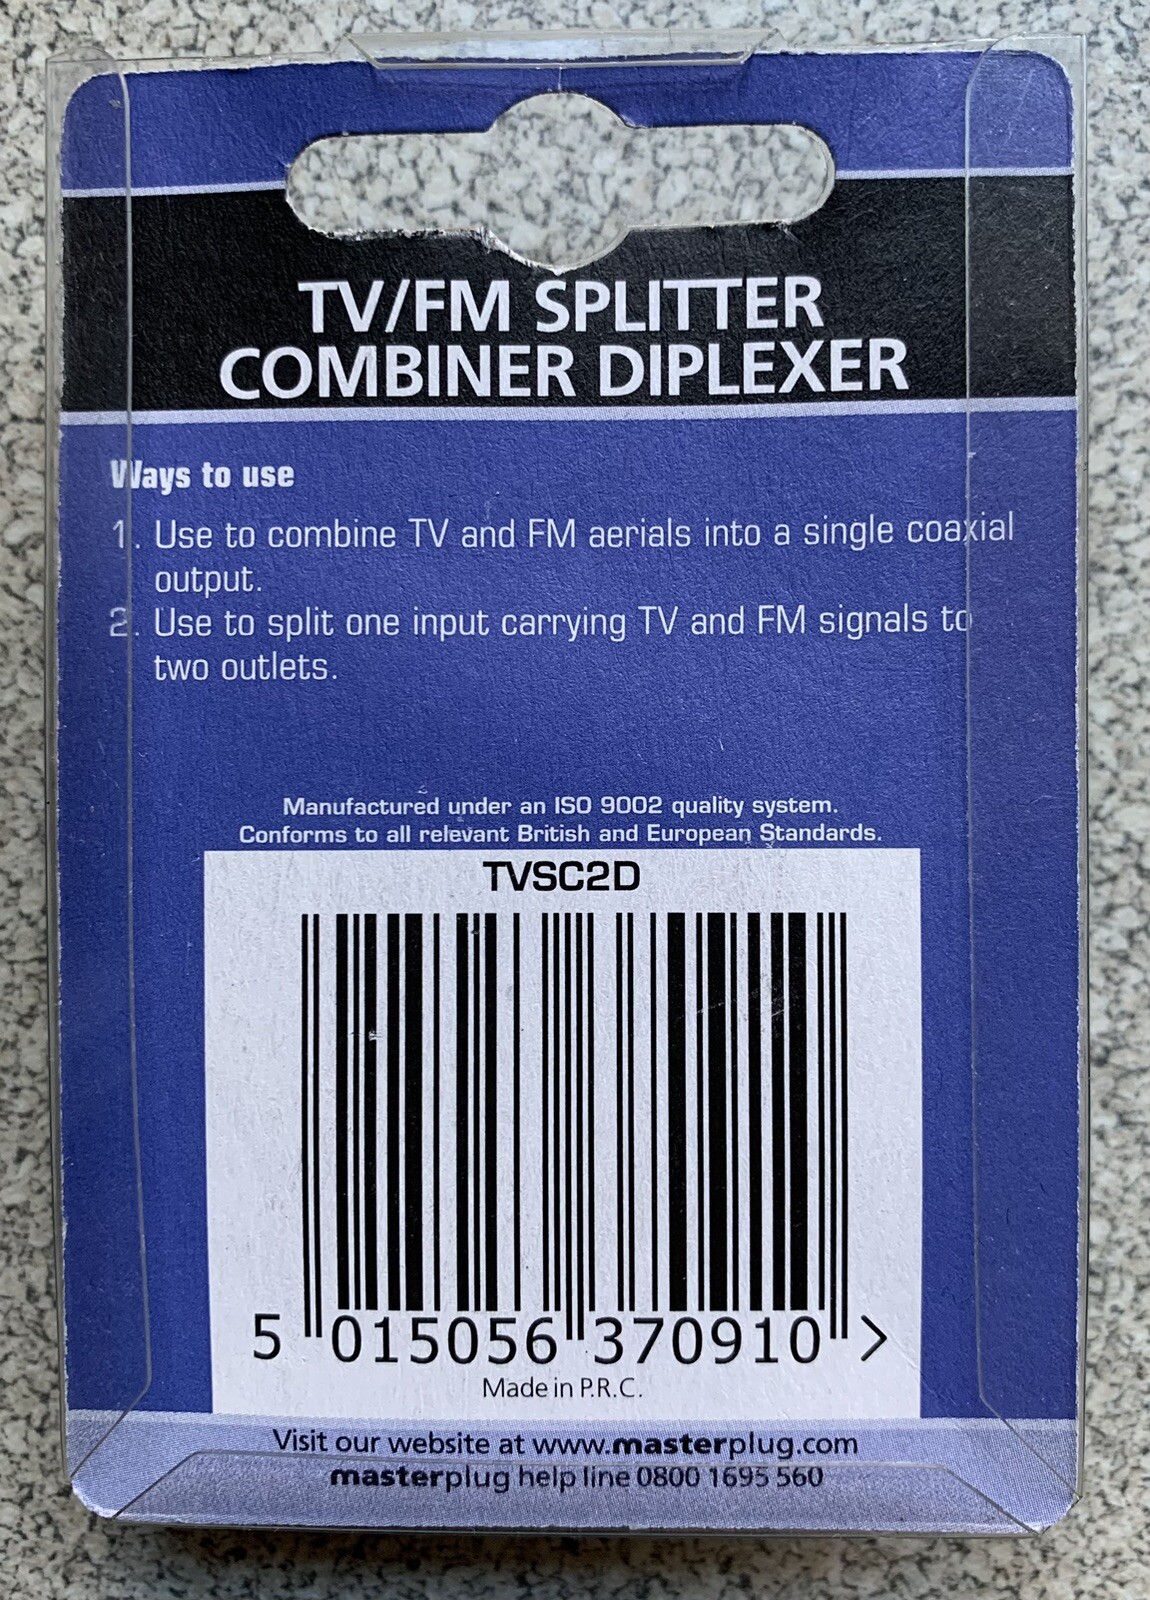 TV/FM SPLITTER
COMBINER DIPLEXER
Ways to use
1. Use to combine TV and FM aerials into a single coaxial
output.
2. Use to split one input carrying TV and FM signals to
two outlets.
Manufactured under an ISO 9002 quality system.
Conforms to all relevant British and European Standards.
TVSC2D
5 015056 370910 >
Made in P.R.C.
Visit our website at www.masterplug.com
masterplug help line 0800 1695 560